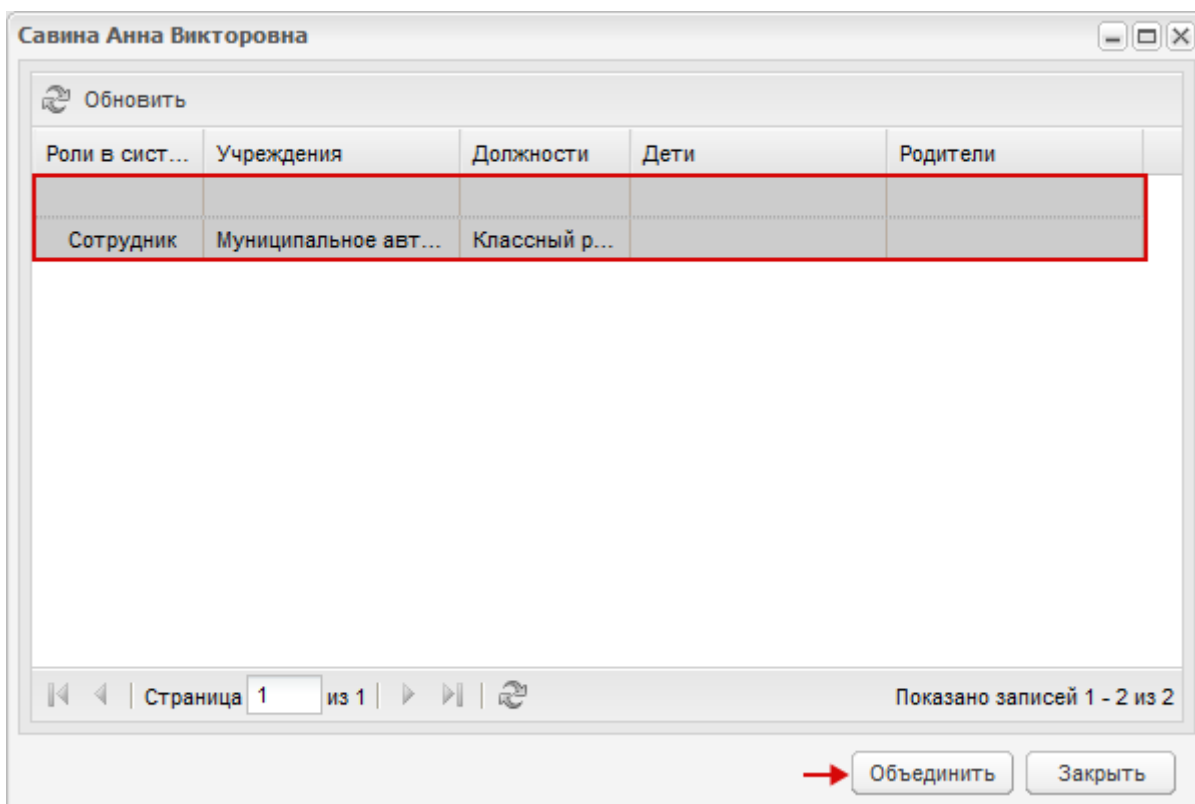 Савина Анна Викторовна
Обновить
Роли в сист... Учреждения Должности Дети Родители
Сотрудник Муниципальное авт... Классный р...
Страница 1 из 1 Показано записей 1 - 2 из 2
Объединить Закрыть